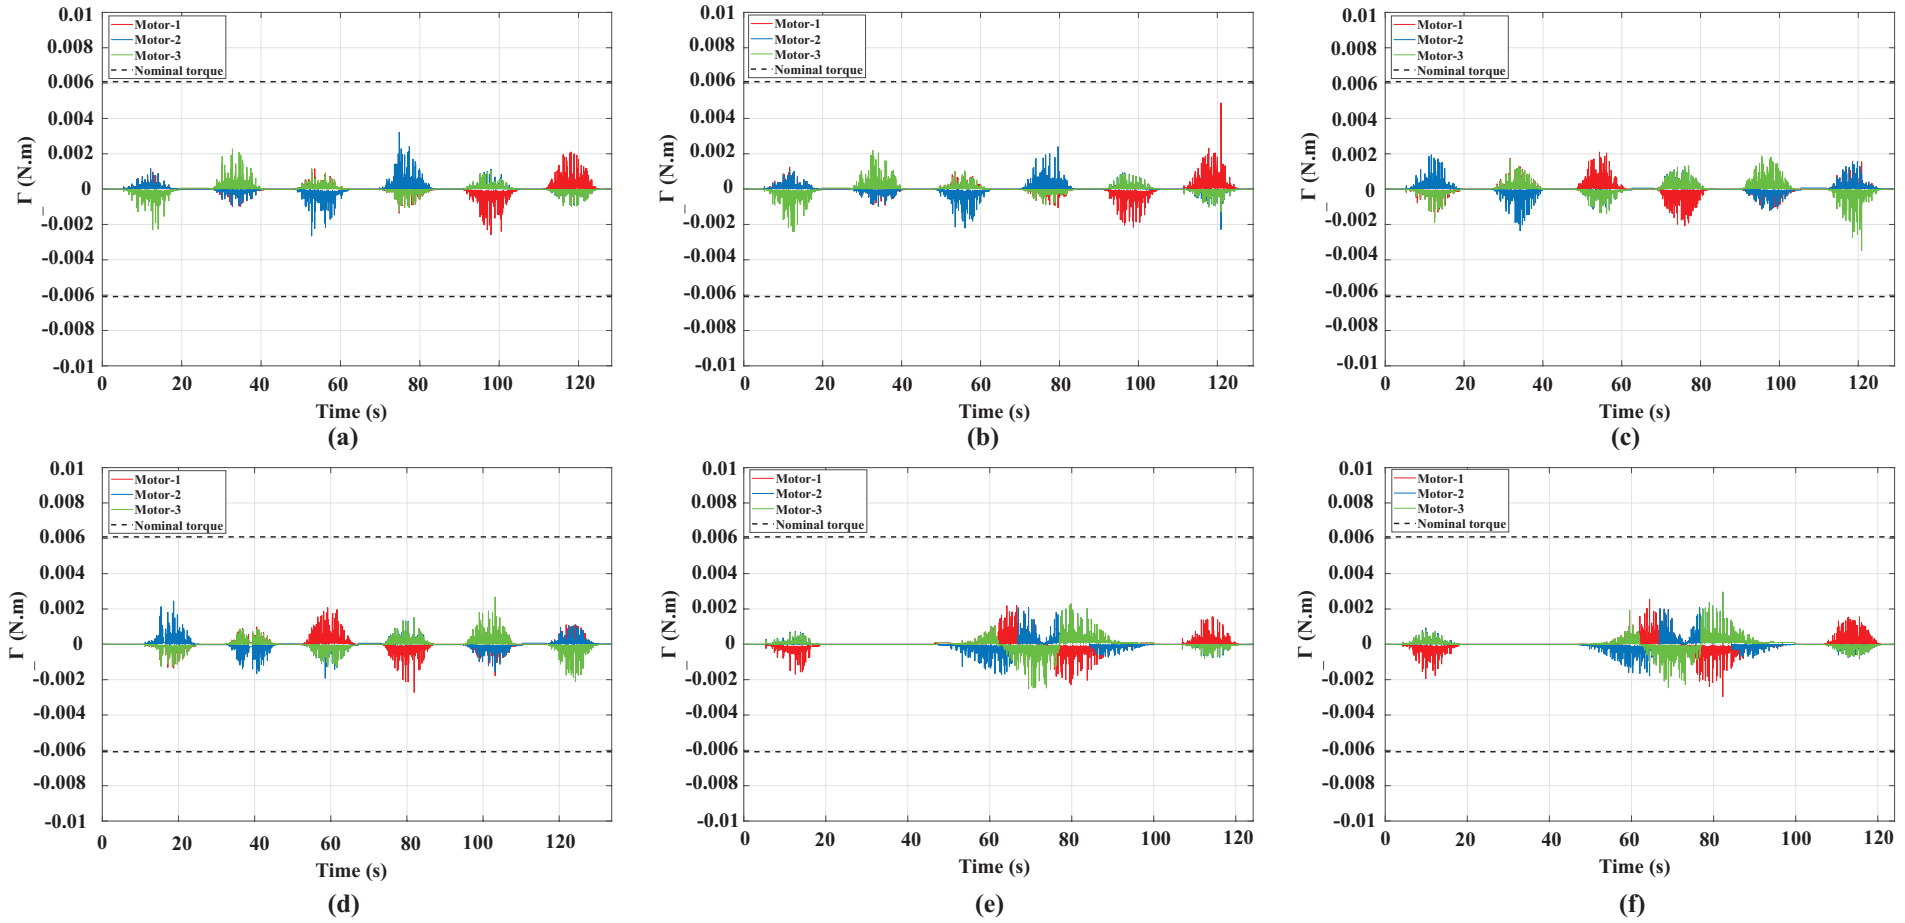 0.01
0.008
0.006
0.004
0.002
0
-0.002
-0.004
-0.006
-0.008
-0.01
Γ_ (N.m)
Motor-1
Motor-2
Motor-3
Nominal torque
0 20 40 60 80 100 120
Time (s)
(a)
0.01
0.008
0.006
0.004
0.002
0
-0.002
-0.004
-0.006
-0.008
-0.01
Γ_ (N.m)
Motor-1
Motor-2
Motor-3
Nominal torque
0 20 40 60 80 100 120
Time (s)
(b)
0.01
0.008
0.006
0.004
0.002
0
-0.002
-0.004
-0.006
-0.008
-0.01
Γ_ (N.m)
Motor-1
Motor-2
Motor-3
Nominal torque
0 20 40 60 80 100 120
Time (s)
(c)
0.01
0.008
0.006
0.004
0.002
0
-0.002
-0.004
-0.006
-0.008
-0.01
Γ_ (N.m)
Motor-1
Motor-2
Motor-3
Nominal torque
0 20 40 60 80 100 120
Time (s)
(d)
0.01
0.008
0.006
0.004
0.002
0
-0.002
-0.004
-0.006
-0.008
-0.01
Γ_ (N.m)
Motor-1
Motor-2
Motor-3
Nominal torque
0 20 40 60 80 100 120
Time (s)
(e)
0.01
0.008
0.006
0.004
0.002
0
-0.002
-0.004
-0.006
-0.008
-0.01
Γ_ (N.m)
Motor-1
Motor-2
Motor-3
Nominal torque
0 20 40 60 80 100 120
Time (s)
(f)